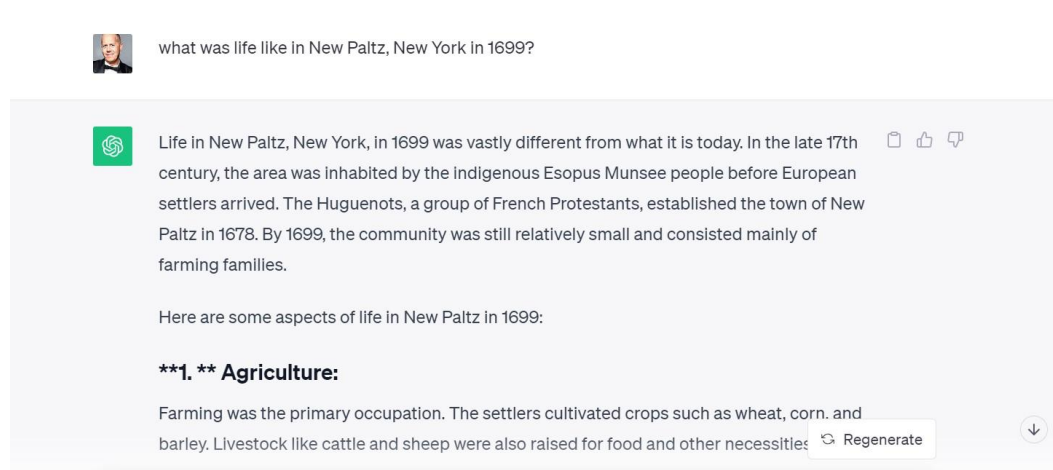 what was life like in New Paltz, New York in 1699?
Life in New Paltz, New York, in 1699 was vastly different from what it is today. In the late 17th
century, the area was inhabited by the indigenous Esopus Munsee people before European
settlers arrived. The Huguenots, a group of French Protestants, established the town of New
Paltz in 1678. By 1699, the community was still relatively small and consisted mainly of
farming families.
Here are some aspects of life in New Paltz in 1699:
**1. ** Agriculture:
Farming was the primary occupation. The settlers cultivated crops such as wheat, corn, and
barley. Livestock like cattle and sheep were also raised for food and other necessities
Regenerate